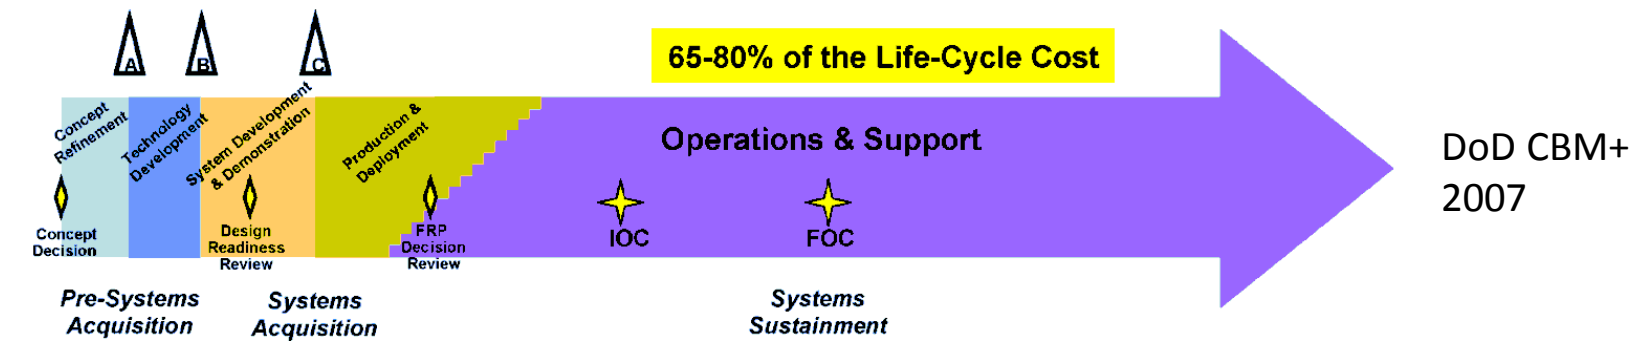 A
B
C
65-80% of the Life-Cycle Cost
Concept
Refinement
Technology
Development
System Development
& Demonstration
Production &
Deployment
Operations & Support
DoD CBM+
2007
Concept
Decision
Design
Readiness
Review
FRP
Decision
Review
IOC
FOC
Pre-Systems
Acquisition
Systems
Acquisition
Systems
Sustainment